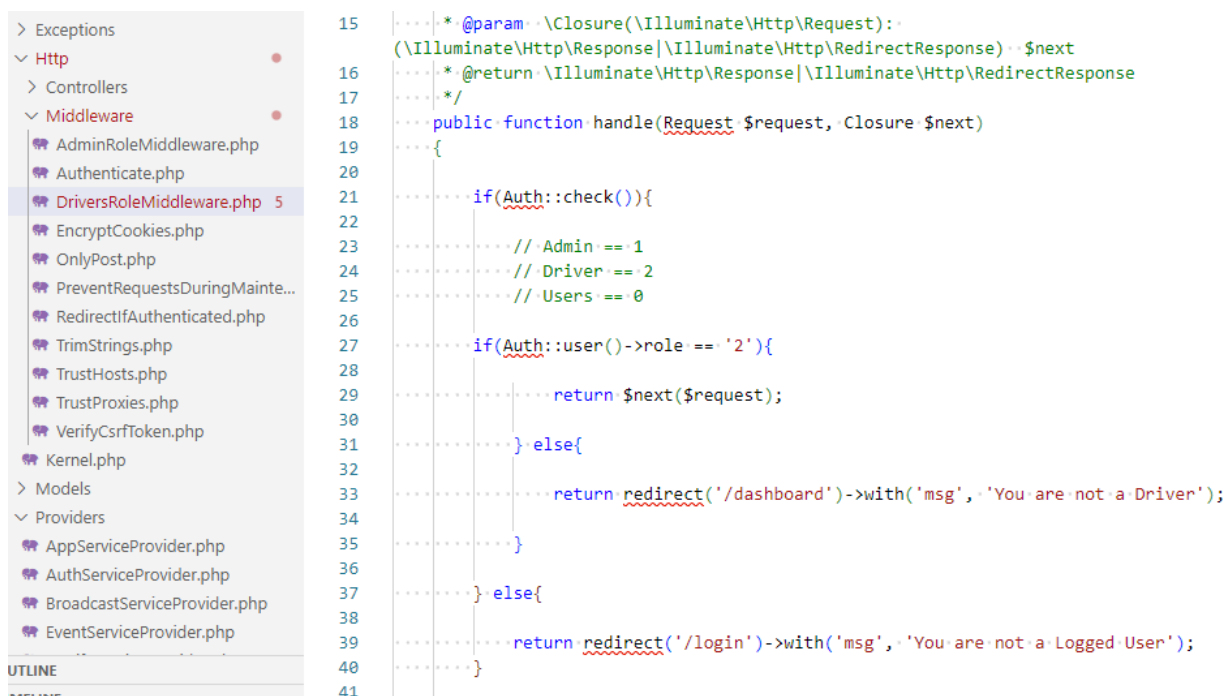 Exceptions
Http
Controllers
Middleware
AdminRoleMiddleware.php
Authenticate.php
DriversRoleMiddleware.php 5
EncryptCookies.php
OnlyPost.php
PreventRequestsDuringMainte...
RedirectIfAuthenticated.php
TrimStrings.php
TrustHosts.php
TrustProxies.php
VerifyCsrfToken.php
Kernel.php
Models
Providers
AppServiceProvider.php
AuthServiceProvider.php
BroadcastServiceProvider.php
EventServiceProvider.php
UTLINE
15 * @param \Closure(\Illuminate\Http\Request):
(\Illuminate\Http\Response|\Illuminate\Http\RedirectResponse) $next
16 * @return \Illuminate\Http\Response|\Illuminate\Http\RedirectResponse
17 */
18 public function handle(Request $request, Closure $next)
19 {
20
21 if(Auth::check()){
22
23 // Admin == 1
24 // Driver == 2
25 // Users == 0
26
27 if(Auth::user()->role == '2'){
28
29 return $next($request);
30
31 } else{
32
33 return redirect('/dashboard')->with('msg', 'You are not a Driver');
34
35 }
36
37 } else{
38
39 return redirect('/login')->with('msg', 'You are not a Logged User');
40 }
41